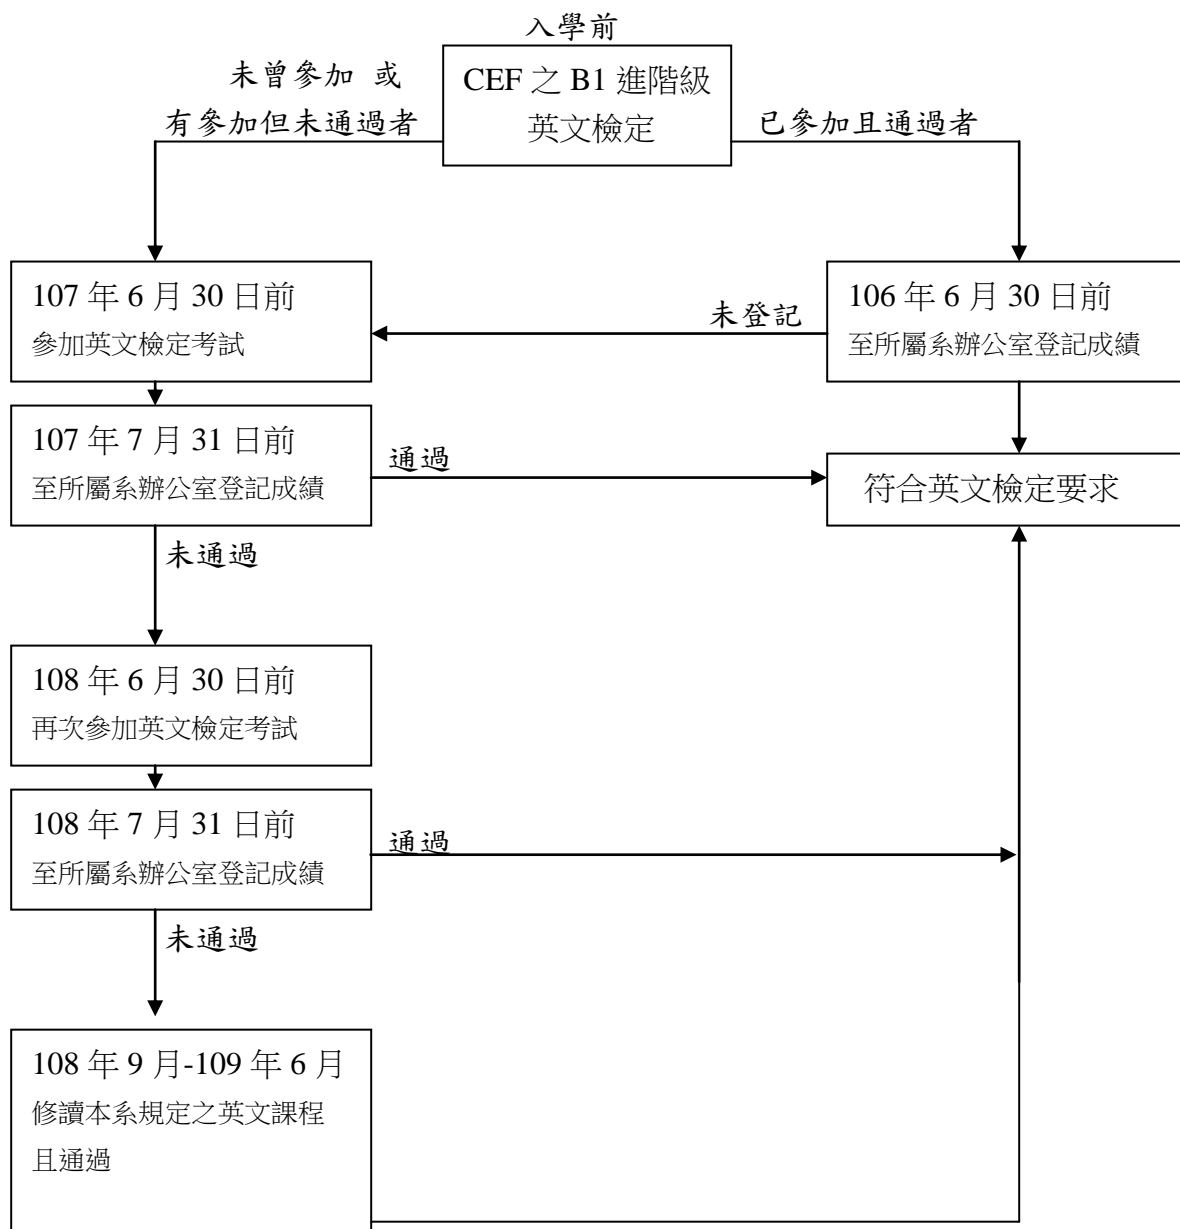 入學前
未曾參加 或
有參加但未通過者
CEF 之 B1 進階級
英文檢定
已參加且通過者
107 年 6 月 30 日前
參加英文檢定考試
未登記
106 年 6 月 30 日前
至所屬系辦公室登記成績
107 年 7 月 31 日前
至所屬系辦公室登記成績
通過
符合英文檢定要求
未通過
108 年 6 月 30 日前
再次參加英文檢定考試
108 年 7 月 31 日前
至所屬系辦公室登記成績
通過
未通過
108 年 9 月-109 年 6 月
修讀本系規定之英文課程
且通過